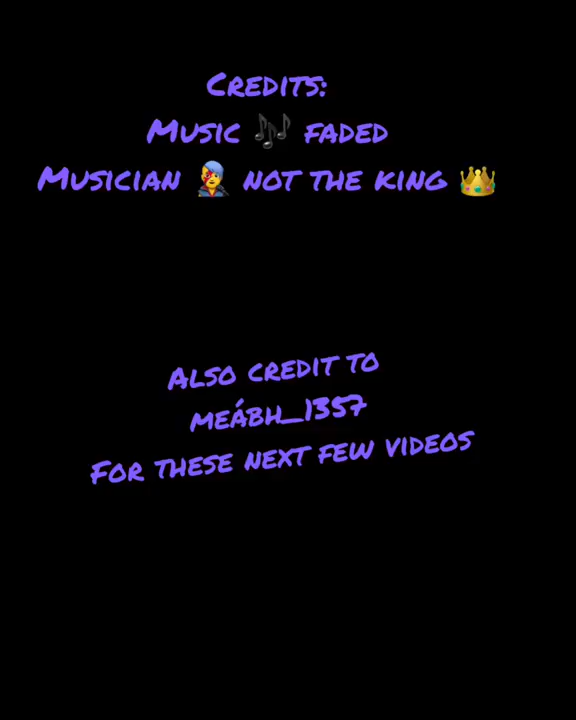 Credits:
Music 🎶 faded
Musician 👨‍🎤 not the king 👑
Also credit to
meábh_1357
For these next few videos